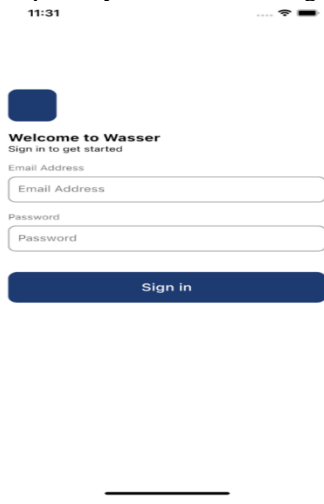 11:31
Welcome to Wasser
Sign in to get started
Email Address
Email Address
Password
Password
Sign in